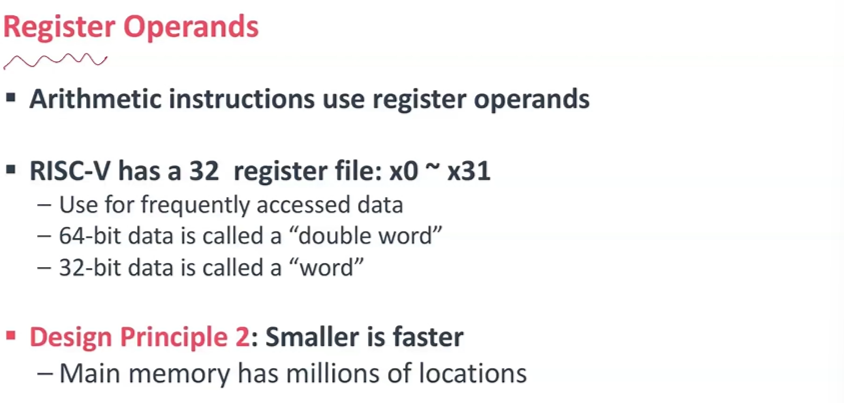 Register Operands
▪ Arithmetic instructions use register operands
▪ RISC-V has a 32 register file: x0 ~ x31
– Use for frequently accessed data
– 64-bit data is called a “double word”
– 32-bit data is called a “word”
▪ Design Principle 2: Smaller is faster
– Main memory has millions of locations